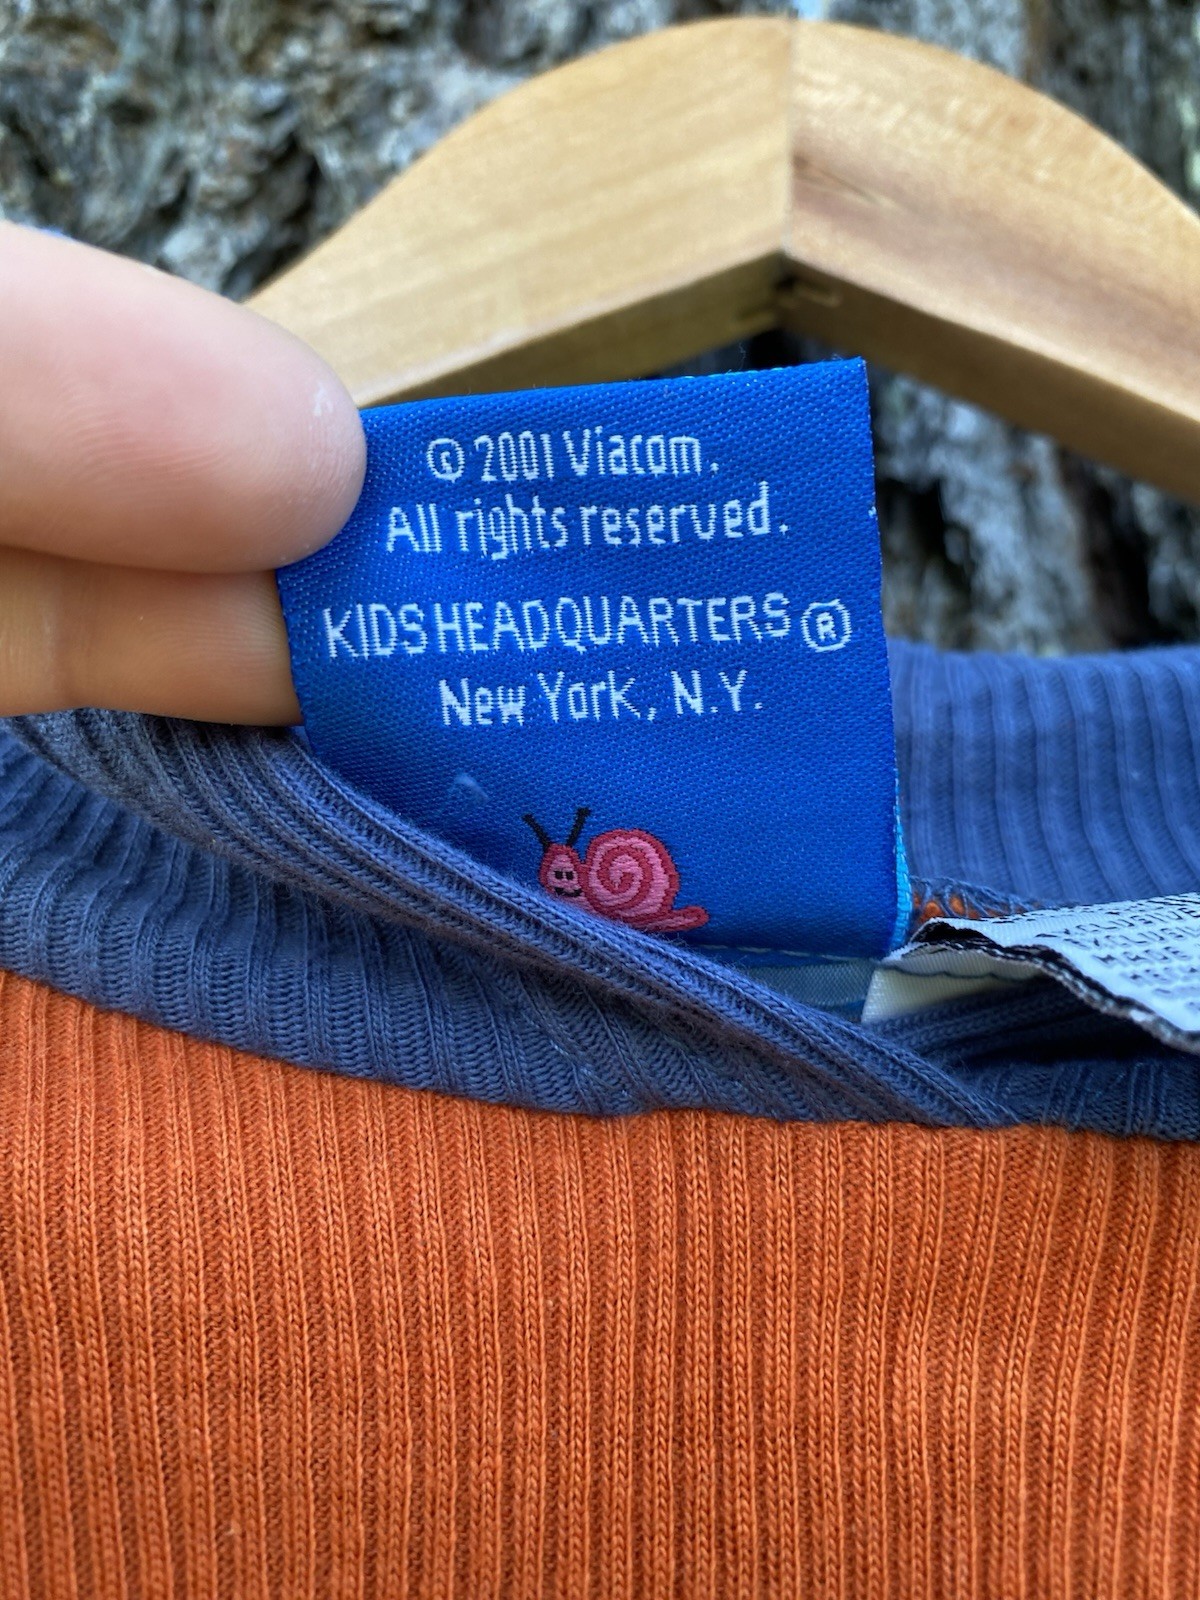 © 2001 Viacom.
All rights reserved.
KIDS HEADQUARTERS ®
New York, N.Y.